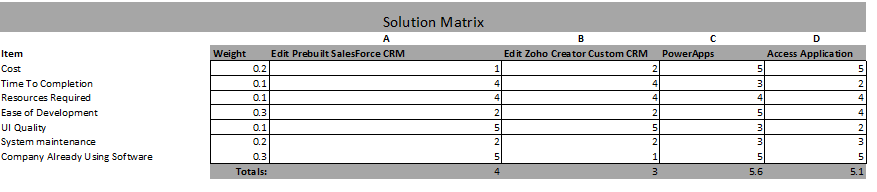 Solution Matrix
A B C D
Item Weight Edit Prebuilt SalesForce CRM Edit Zoho Creator Custom CRM PowerApps Access Application
Cost 0.2 1 2 5 5
Time To Completion 0.1 4 4 3 2
Resources Required 0.1 4 4 4 4
Ease of Development 0.3 2 2 5 4
UI Quality 0.1 5 5 3 2
System maintenance 0.2 2 2 3 3
Company Already Using Software 0.3 5 1 5 5
Totals: 4 3 5.6 5.1